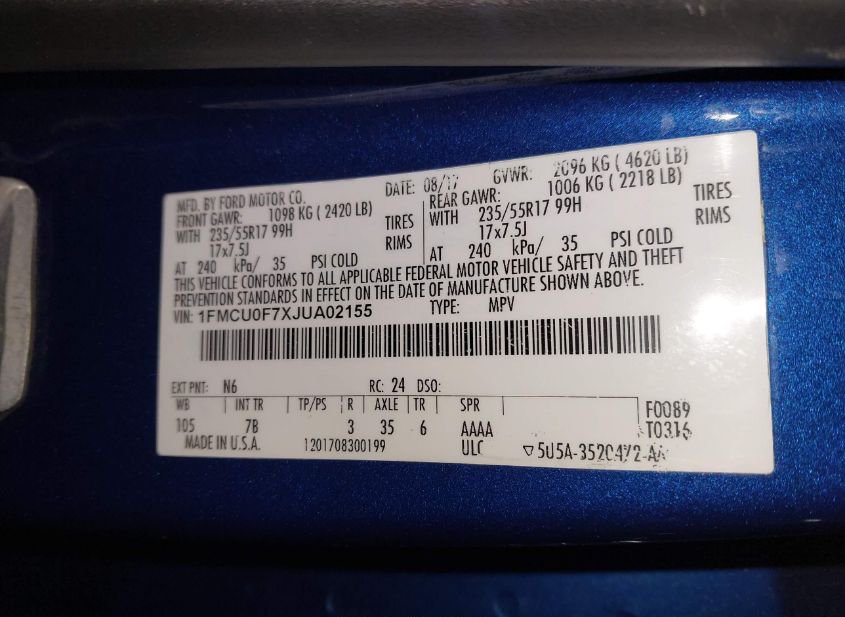 MFD. BY FORD MOTOR CO. DATE: 08/17 GVWR: 2096 KG ( 4620 LB)
FRONT GAWR: 1098 KG ( 2420 LB) REAR GAWR: 1006 KG ( 2218 LB)
WITH 235/55R17 99H TIRES WITH 235/55R17 99H TIRES
17x7.5J RIMS 17x7.5J RIMS
AT 240 kPa/ 35 PSI COLD 240 kPa/ 35 PSI COLD
THIS VEHICLE CONFORMS TO ALL APPLICABLE FEDERAL MOTOR VEHICLE SAFETY AND THEFT
PREVENTION STANDARDS IN EFFECT ON THE DATE OF MANUFACTURE SHOWN ABOVE.
VIN: 1FMCU0F7XJUA02155 TYPE: MPV
EXT PNT: N6 RC: 24 DSO:
WB INT TR TP/PS R AXLE TR SPR F0089
105 7B 3 35 6 AAAA T0316
MADE IN U.S.A. 1201708300199 ULC